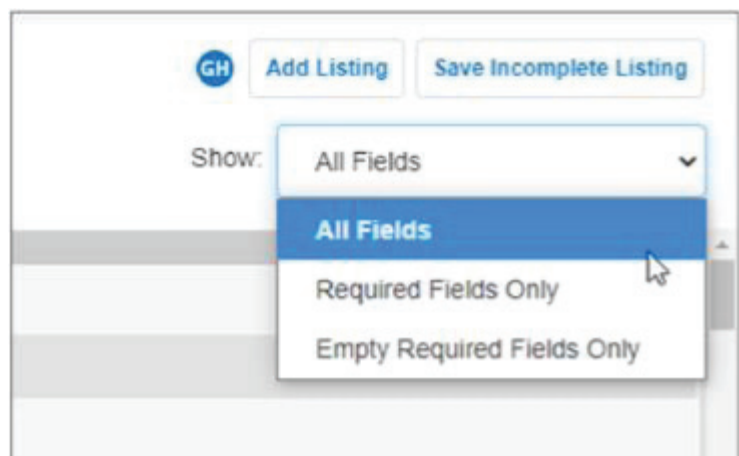 GH Add Listing Save Incomplete Listing
Show: All Fields
All Fields
Required Fields Only
Empty Required Fields Only